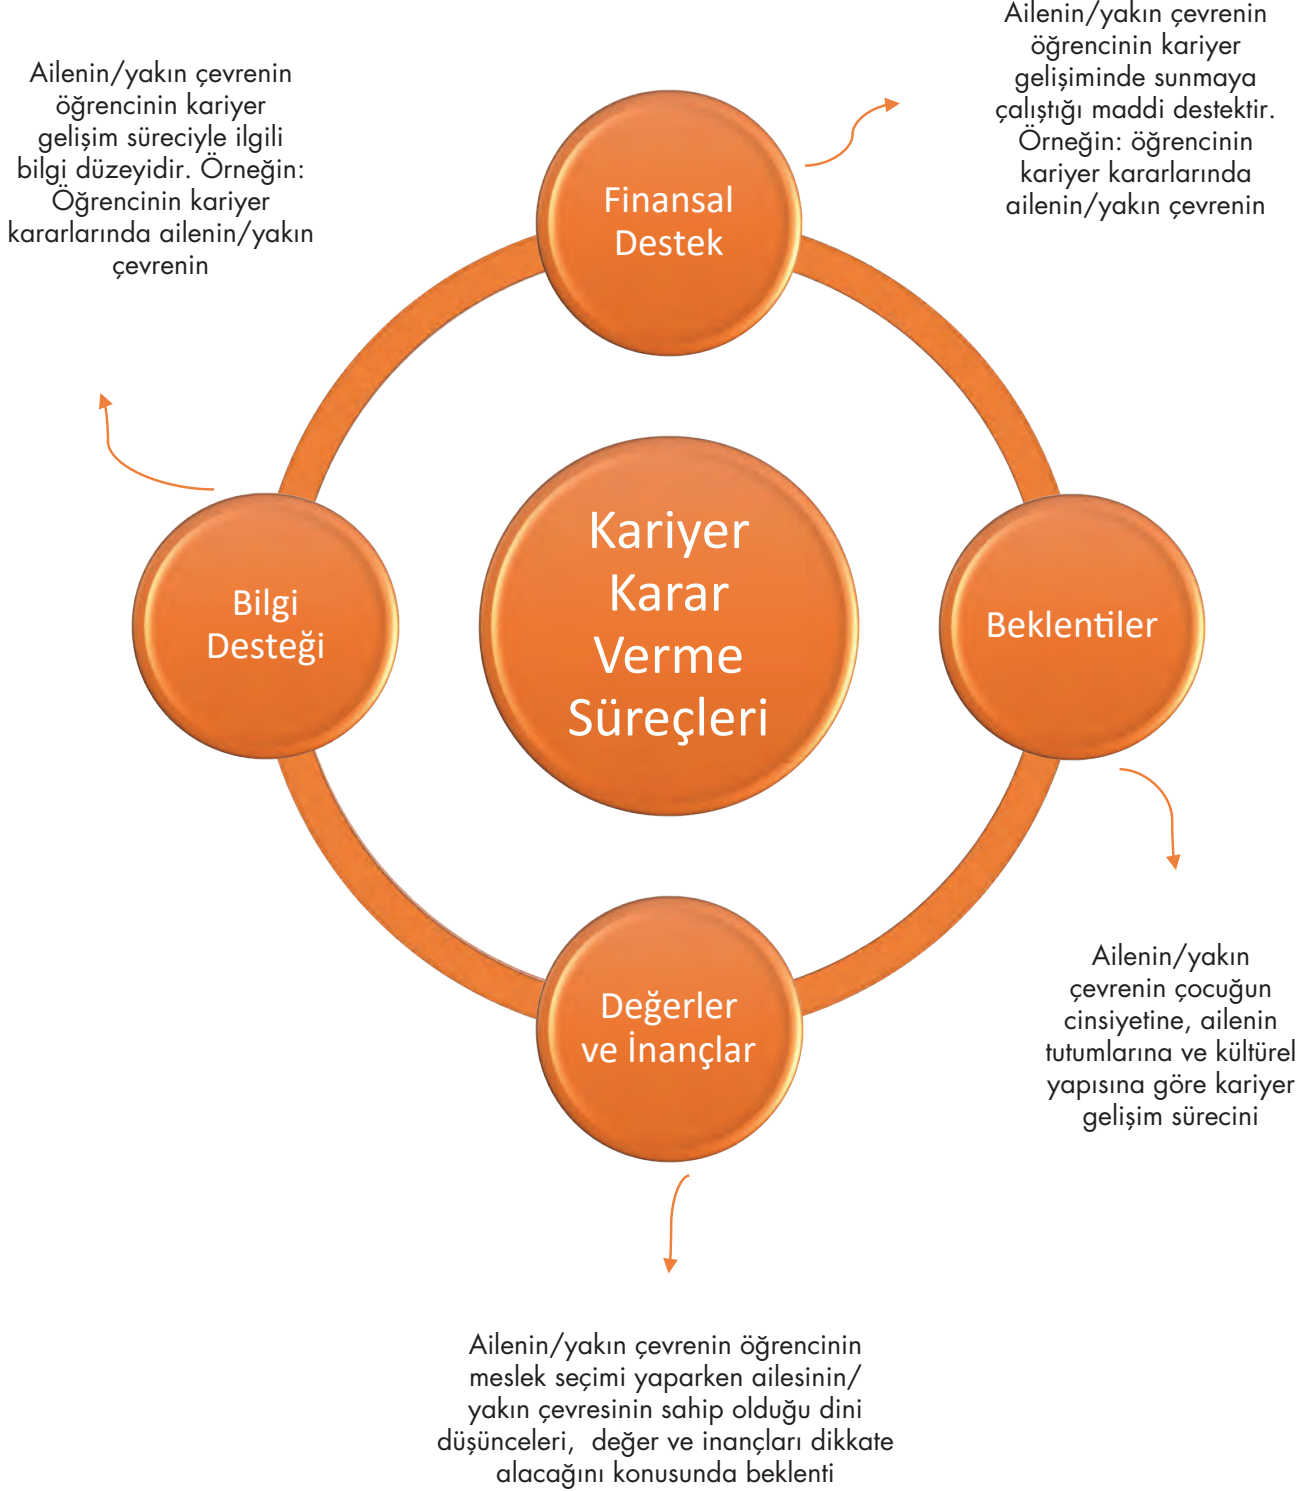 Ailenin/yakın çevrenin
öğrencinin kariyer
gelişim süreciyle ilgili
bilgi düzeyidir. Örneğin:
Öğrencinin kariyer
kararlarında ailenin/yakın
çevrenin
Ailenin/yakın çevrenin
öğrencinin kariyer
gelişiminde sunmaya
çalıştığı maddi destektir.
Örneğin: öğrencinin
kariyer kararlarında
ailenin/yakın çevrenin
Finansal
Destek
Kariyer
Karar
Verme
Süreçleri
Bilgi
Desteği
Beklentiler
Değerler
ve İnançlar
Ailenin/yakın
çevrenin çocuğun
cinsiyetine, ailenin
tutumlarına ve kültürel
yapısına göre kariyer
gelişim sürecini
Ailenin/yakın çevrenin öğrencinin
meslek seçimi yaparken ailesinin/
yakın çevresinin sahip olduğu dini
düşünceleri,  değer ve inançları dikkate
alacağını konusunda beklenti